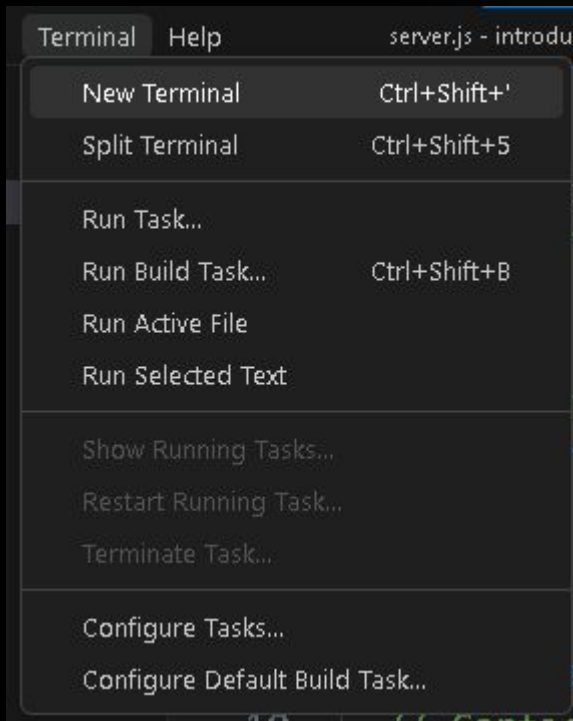 Terminal Help server.js - introdu
New Terminal Ctrl+Shift+'
Split Terminal Ctrl+Shift+5
Run Task...
Run Build Task... Ctrl+Shift+B
Run Active File
Run Selected Text
Show Running Tasks...
Restart Running Task...
Terminate Task...
Configure Tasks...
Configure Default Build Task...